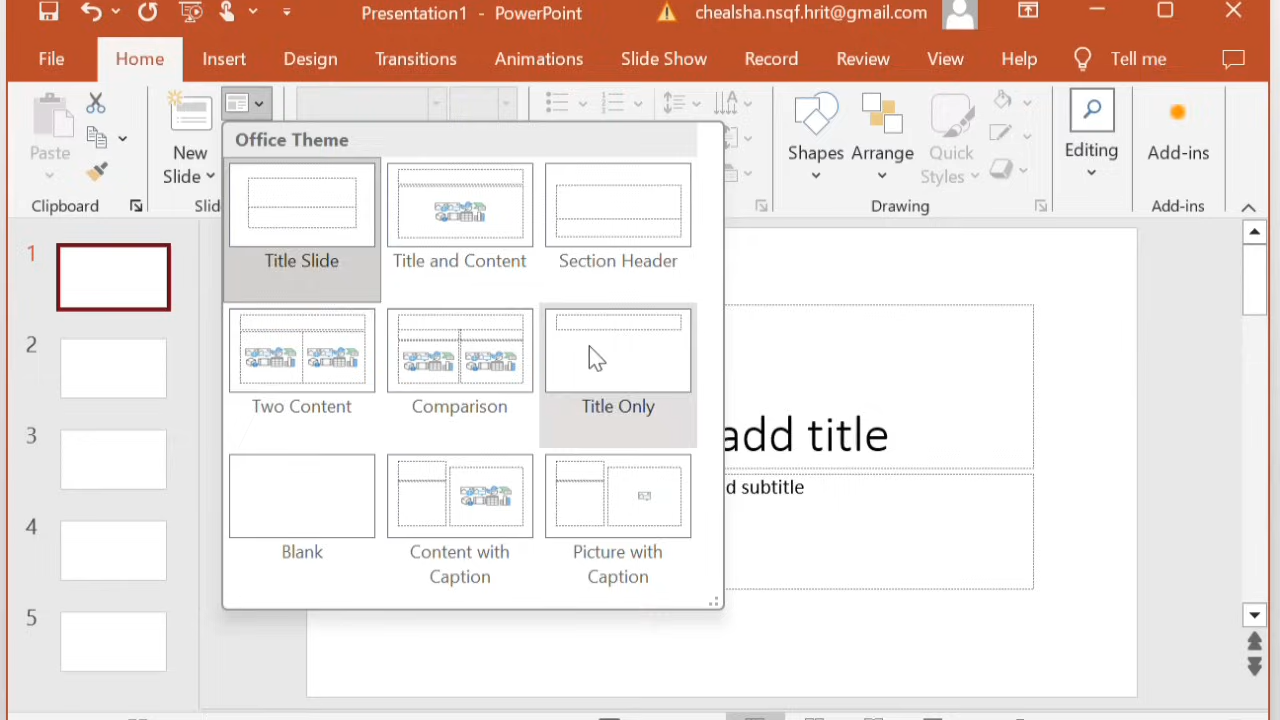 Presentation1 - PowerPoint
chealsha.nsqf.hrit@gmail.com
File Home Insert Design Transitions Animations Slide Show Record Review View Help Tell me
Paste
New
Slide
Shapes Arrange Quick
Styles
Editing
Add-ins
Clipboard
Slid
Drawing
Add-ins
Office Theme
Title Slide
Title and Content
Section Header
Two Content
Comparison
Title Only
Blank
Content with
Caption
Picture with
Caption
1
2
3
4
5
add title
d subtitle